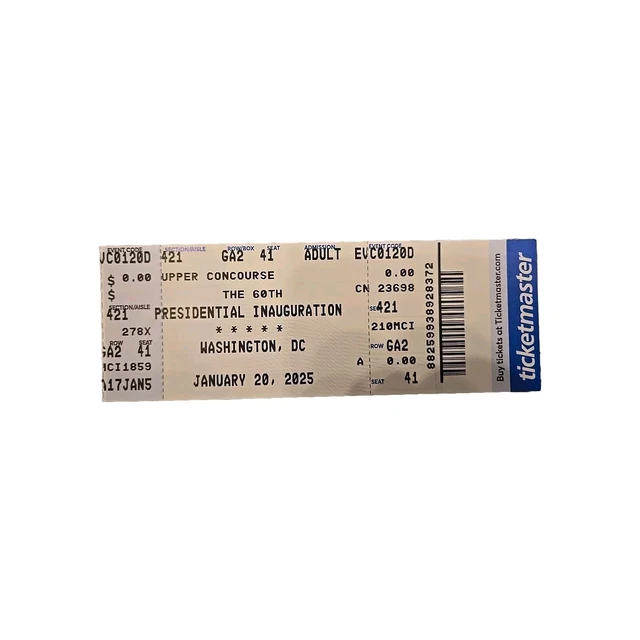 EVENT CODE
VC0120D
$ 0.00
$
SECTION/AISLE
421
278X
ROW SEAT
GA2 41
MCI1859
A17JAN5
SECTION/AISLE ROW/BOX SEAT ADMISSION EVENT CODE
421 GA2 41 ADULT EVC0120D
UPPER CONCOURSE
THE 60TH
PRESIDENTIAL INAUGURATION
* * * * *
WASHINGTON, DC
JANUARY 20, 2025
0.00
CN 23698
SE 421
210MCI
ROW GA2
A 0.00
SEAT 41
88259938928372
Buy tickets at Ticketmaster.com
ticketmaster